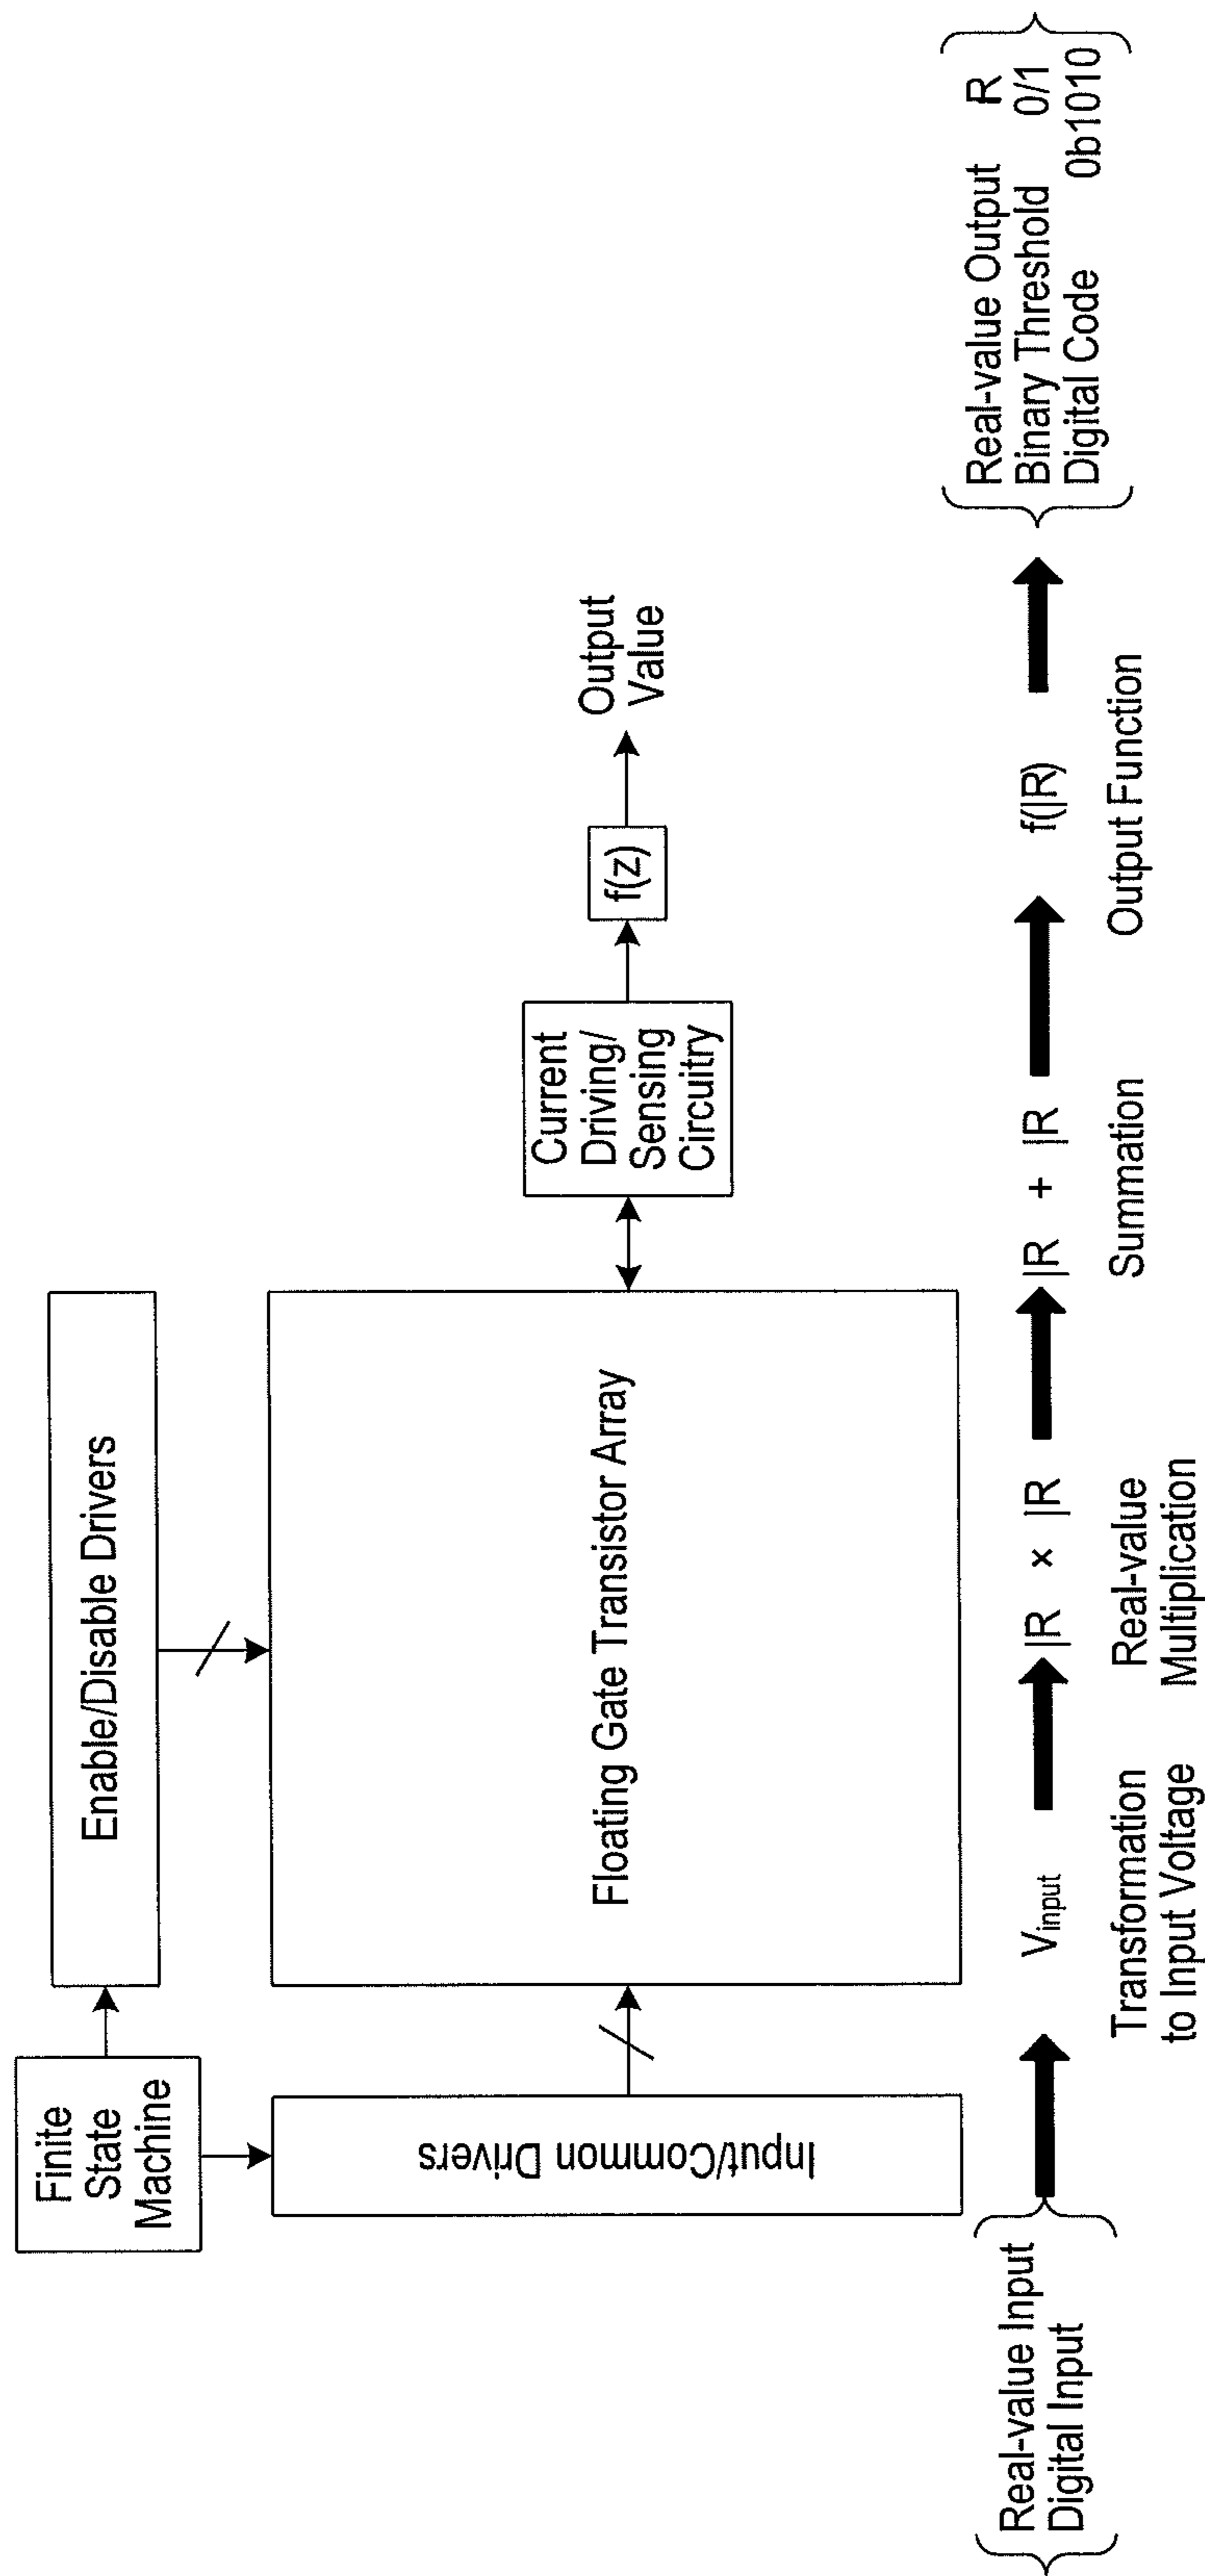 Finite
State
Machine
Enable/Disable Drivers
Input/Common Drivers
Floating Gate Transistor Array
Current
Driving/
Sensing
Circuitry
f(z)
Output
Value
Real-value Input
Digital Input
Vinput
Transformation
to Input Voltage
|R × |R
Real-value
Multiplication
|R + |R
Summation
f(|R)
Output Function
Real-value Output R
Binary Threshold 0/1
Digital Code 0b1010